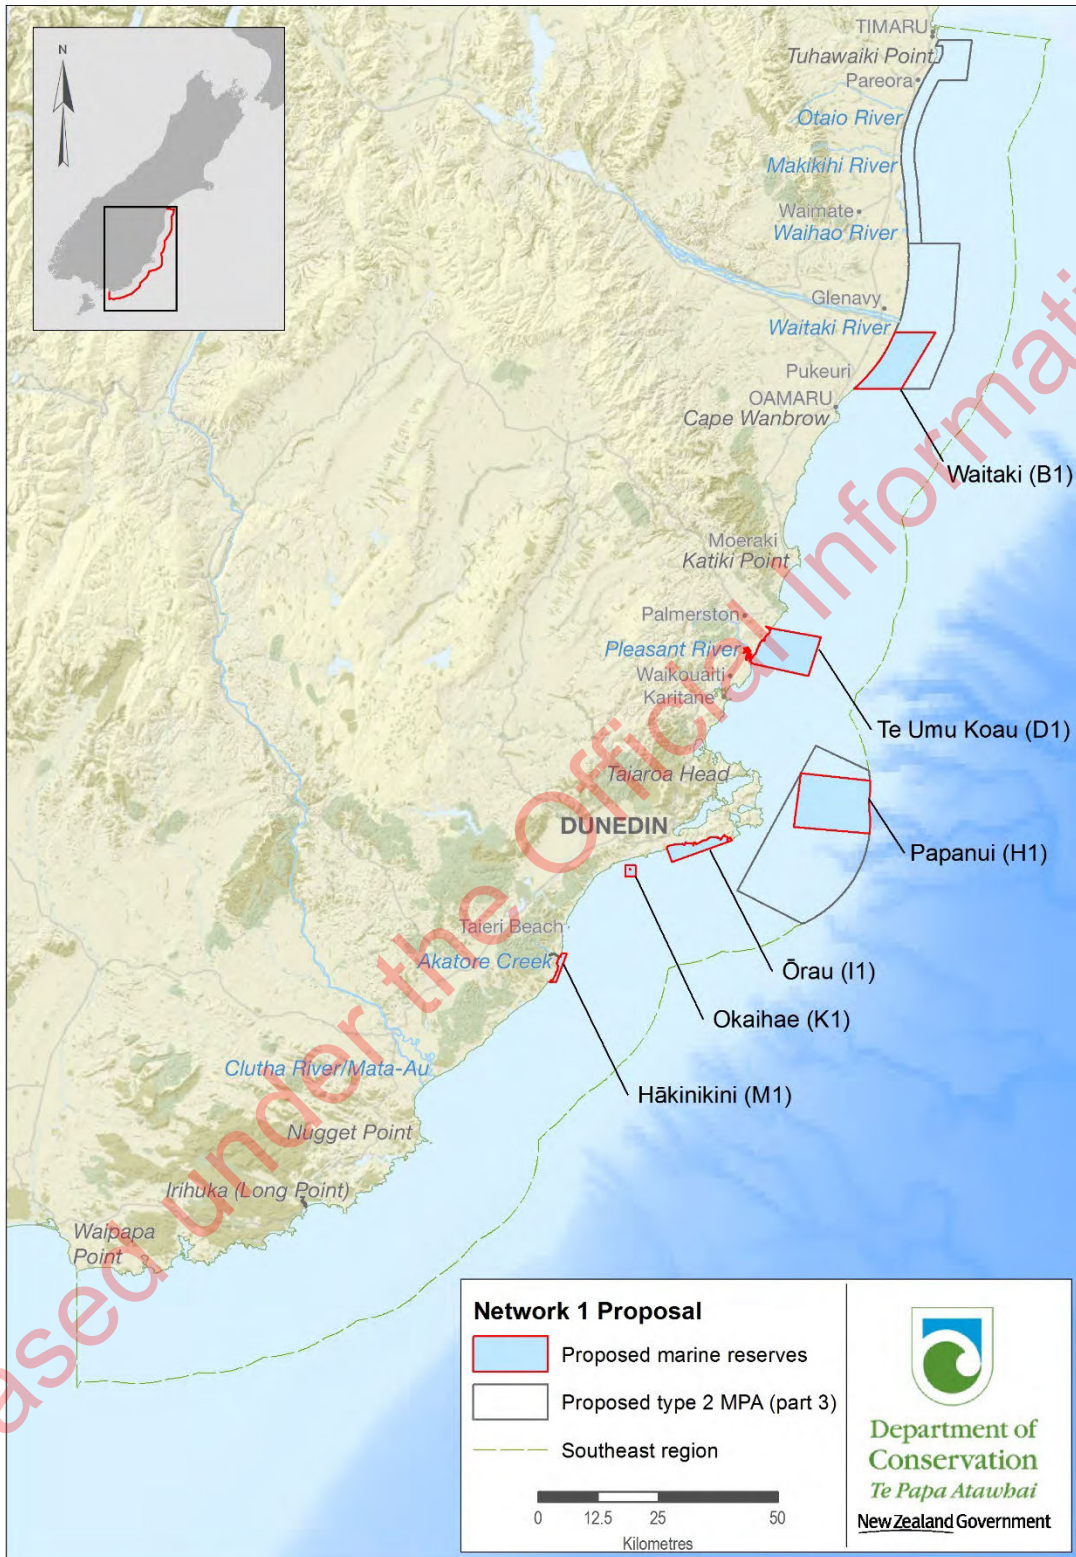 N
TIMARU
Tuhawaiki Point
Pareora
Otaio River
Makikihi River
Waimate
Waihao River
Glenavy
Waitaki River
Pukeuri
OAMARU
Cape Wanbrow
Waitaki (B1)
Moeraki
Katiki Point
Palmerston
Pleasant River
Waikouaiti
Karitane
Te Umu Koau (D1)
Taiaroa Head
DUNEDIN
Papanui (H1)
Taieri Beach
Akatore Creek
Ōrau (I1)
Okaihae (K1)
Clutha River/Mata-Au
Hākinikini (M1)
Nugget Point
Irihuka (Long Point)
Waipapa
Point
Network 1 Proposal
Proposed marine reserves
Proposed type 2 MPA (part 3)
Southeast region
0 12.5 25 50
Kilometres
Department of
Conservation
Te Papa Atawhai
New Zealand Government
ased under the Official Informati